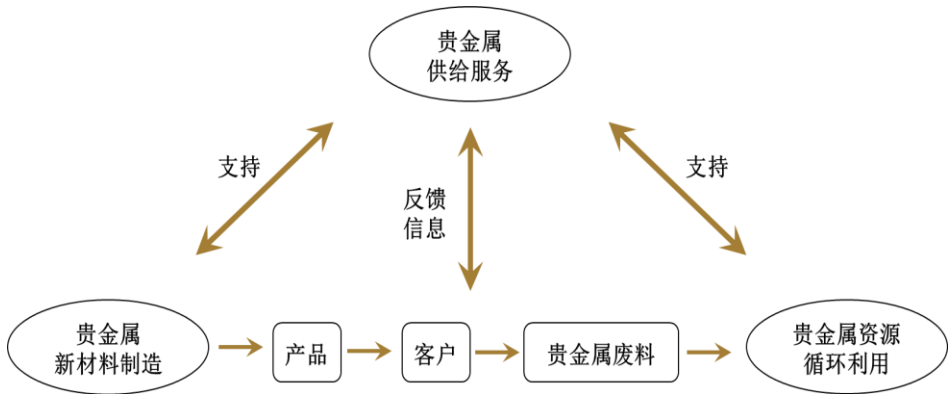 贵金属
供给服务
支持
支持
反馈
信息
贵金属
新材料制造
产品
客户
贵金属废料
贵金属资源
循环利用